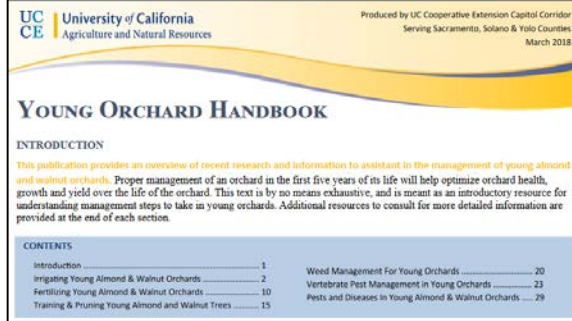 UC
CE
University of California
Agriculture and Natural Resources
Produced by UC Cooperative Extension Capitol Corridor
Serving Sacramento, Solano & Yolo Counties
March 2018
YOUNG ORCHARD HANDBOOK
INTRODUCTION
This publication provides an overview of recent research and information to assistant in the management of young almond
and walnut orchards. Proper management of an orchard in the first five years of its life will help optimize orchard health,
growth and yield over the life of the orchard. This text is by no means exhaustive, and is meant as an introductory resource for
understanding management steps to take in young orchards. Additional resources to consult for more detailed information are
provided at the end of each section.
CONTENTS
Introduction ... 1
Irrigating Young Almond & Walnut Orchards ... 2
Fertilizing Young Almond & Walnut Orchards ... 10
Training & Pruning Young Almond and Walnut Trees ... 15
Weed Management For Young Orchards ... 20
Vertebrate Pest Management in Young Orchards ... 23
Pests and Diseases In Young Almond & Walnut Orchards ... 29